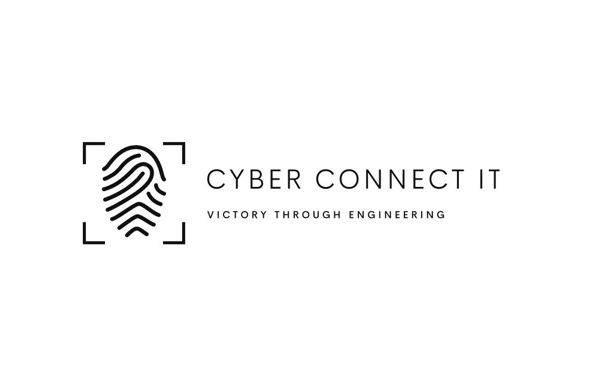 CYBER CONNECT IT
VICTORY THROUGH ENGINEERING